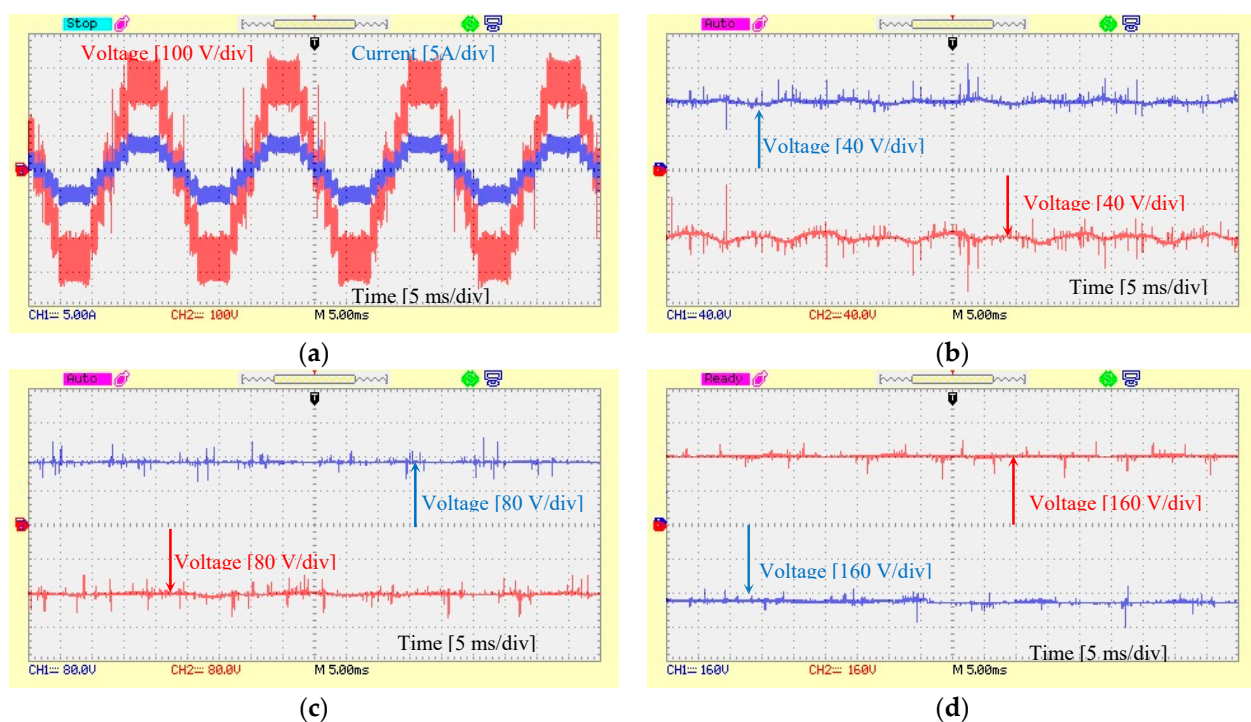 Stop
T
Voltage [100 V/div]
Current [5A/div]
Time [5 ms/div]
CH1 5.00A CH2 100V M 5.00ms
(a)
Auto
T
Voltage [40 V/div]
Voltage [40 V/div]
Time [5 ms/div]
CH1 40.0V CH2 40.0V M 5.00ms
(b)
Auto
T
Voltage [80 V/div]
Voltage [80 V/div]
Time [5 ms/div]
CH1 80.0V CH2 80.0V M 5.00ms
(c)
Ready
T
Voltage [160 V/div]
Voltage [160 V/div]
Time [5 ms/div]
CH1 160V CH2 160V M 5.00ms
(d)